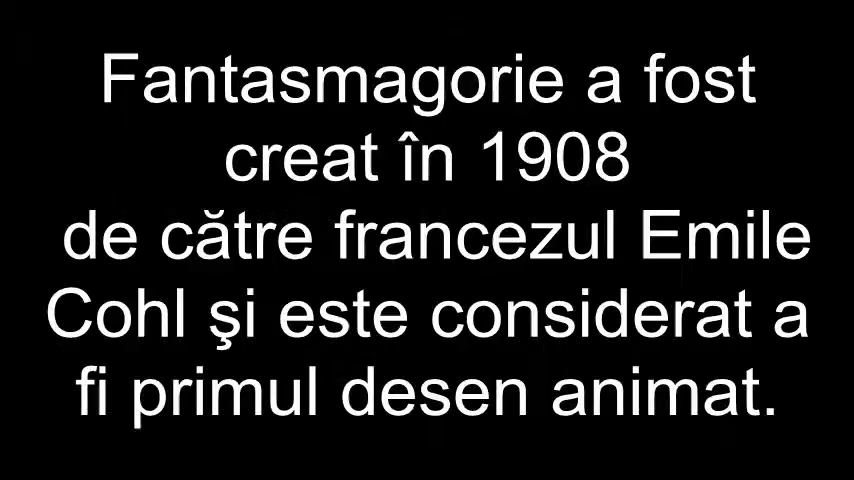 Fantasmagorie a fost
creat în 1908
de către francezul Emile
Cohl şi este considerat a
fi primul desen animat.